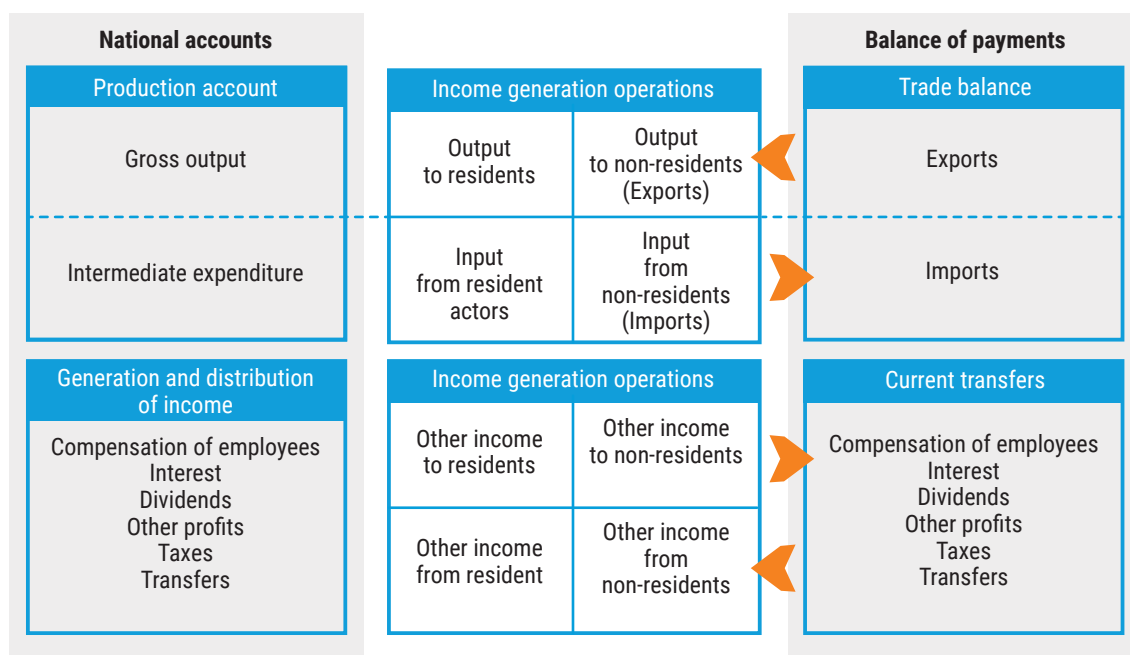 National accounts
Production account
Gross output
Intermediate expenditure
Generation and distribution
of income
Compensation of employees
Interest
Dividends
Other profits
Taxes
Transfers
Income generation operations
Output
to residents
Output
to non-residents
(Exports)
Input
from resident
actors
Input
from
non-residents
(Imports)
Income generation operations
Other income
to residents
Other income
to non-residents
Other income
from resident
Other income
from
non-residents
Balance of payments
Trade balance
Exports
Imports
Current transfers
Compensation of employees
Interest
Dividends
Other profits
Taxes
Transfers